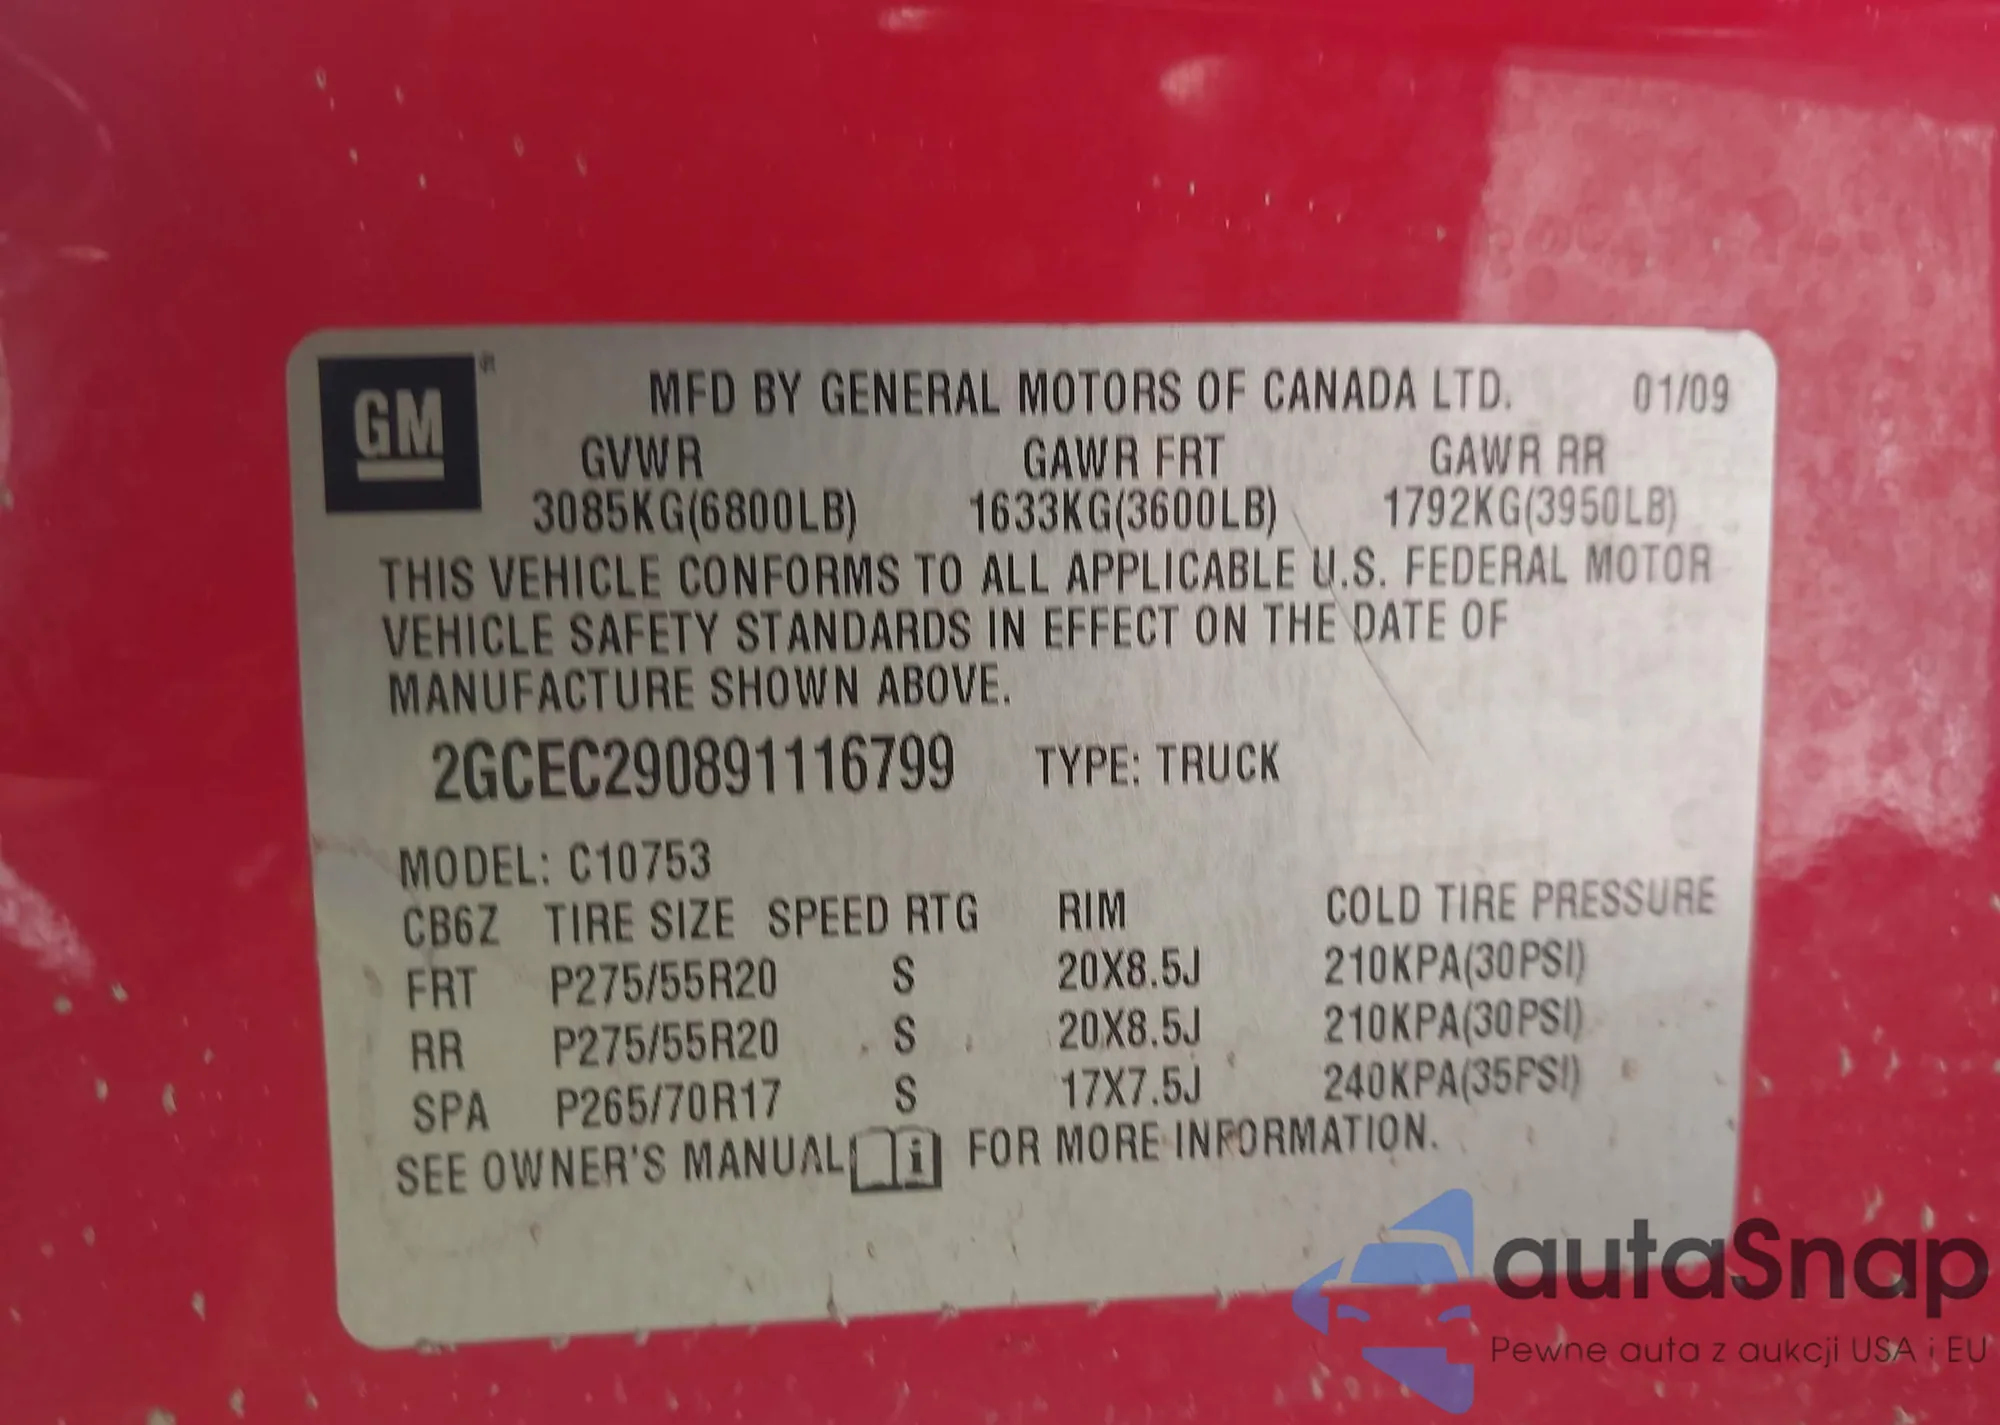 GM
MFD BY GENERAL MOTORS OF CANADA LTD. 01/09
GVWR GAWR FRT GAWR RR
3085KG(6800LB) 1633KG(3600LB) 1792KG(3950LB)
THIS VEHICLE CONFORMS TO ALL APPLICABLE U.S. FEDERAL MOTOR
VEHICLE SAFETY STANDARDS IN EFFECT ON THE DATE OF
MANUFACTURE SHOWN ABOVE.
2GCEC290891116799 TYPE: TRUCK
MODEL: C10753
CB6Z TIRE SIZE SPEED RTG RIM COLD TIRE PRESSURE
FRT P275/55R20 S 20X8.5J 210KPA(30PSI)
RR P275/55R20 S 20X8.5J 210KPA(30PSI)
SPA P265/70R17 S 17X7.5J 240KPA(35PSI)
SEE OWNER'S MANUAL i FOR MORE INFORMATION.
autaSnap
Pewne auta z aukcji USA i EU